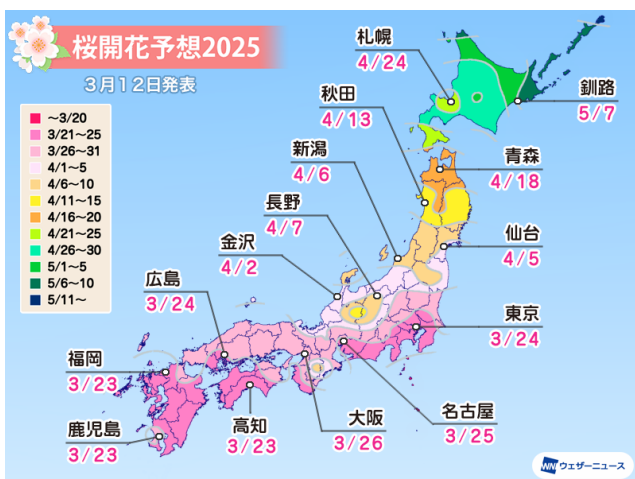 桜開花予想2025
3月12日発表
～3/20
3/21～25
3/26～31
4/1～5
4/6～10
4/11～15
4/16～20
4/21～25
4/26～30
5/1～5
5/6～10
5/11～
札幌
4/24
釧路
5/7
秋田
4/13
青森
4/18
新潟
4/6
仙台
4/5
長野
4/7
金沢
4/2
東京
3/24
広島
3/24
名古屋
3/25
福岡
3/23
大阪
3/26
高知
3/23
鹿児島
3/23
WNI ウェザーニュース